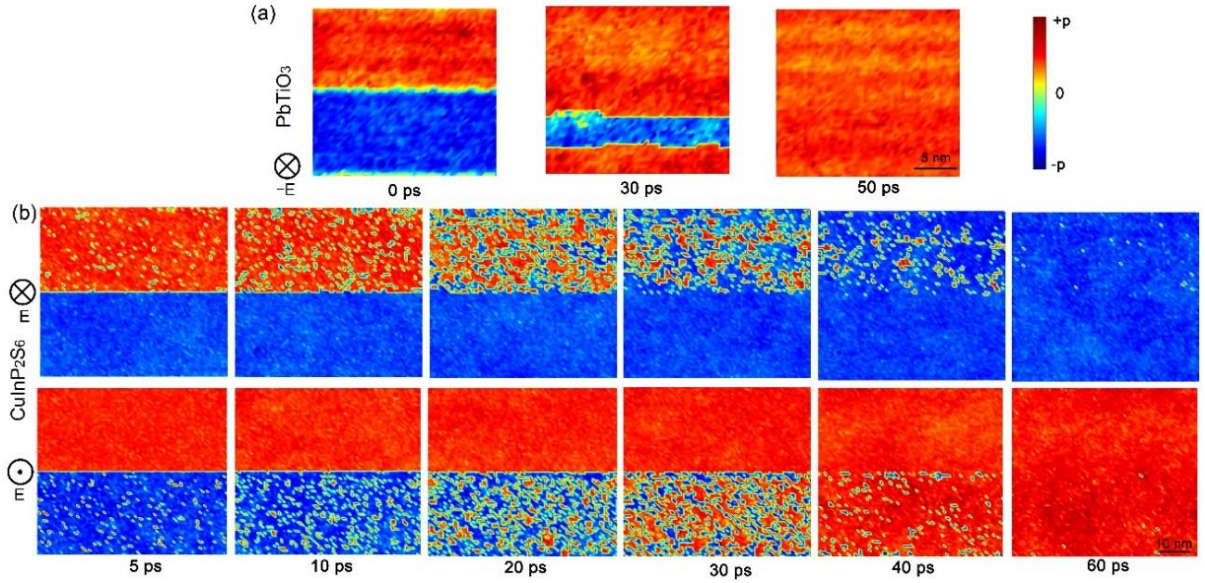 (a)
PbTiO₃
−E
0 ps
30 ps
50 ps
5 nm
+p
0
-p
(b)
CuInP₂S₆
E
E
5 ps
10 ps
20 ps
30 ps
40 ps
60 ps
10 nm